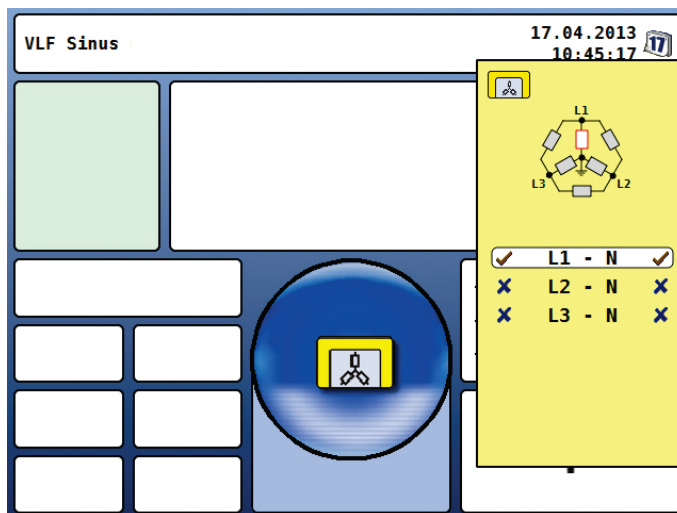 VLF Sinus
17.04.2013
10:45:17
17
L1
L3
L2
L1 - N
L2 - N
L3 - N